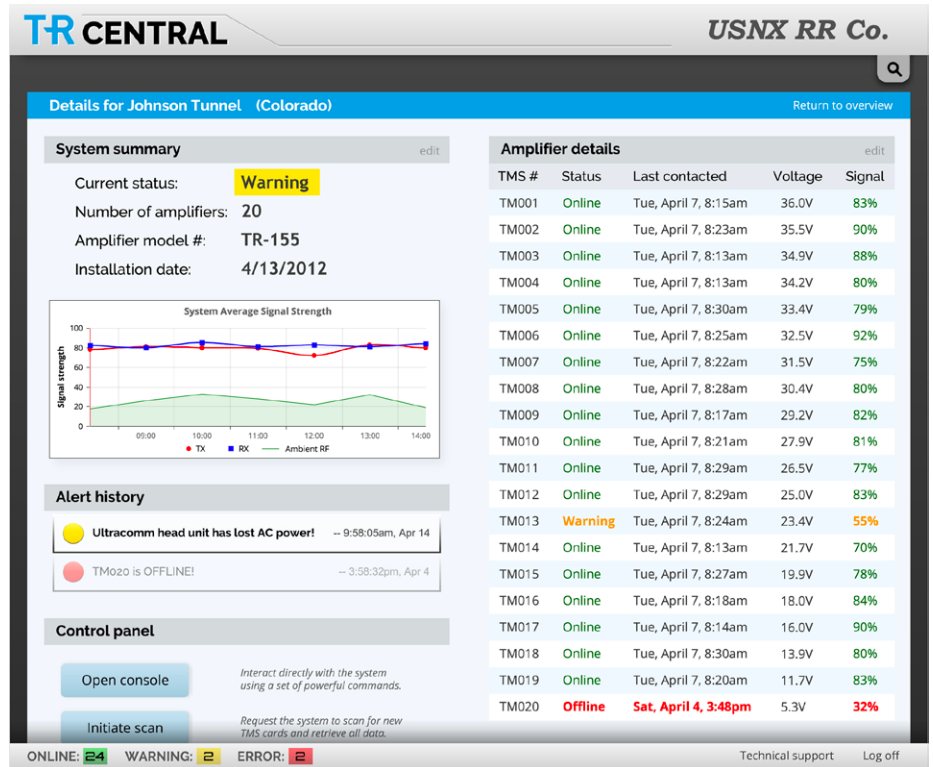 TR CENTRAL
USNX RR Co.
Details for Johnson Tunnel (Colorado)
Return to overview
System summary
edit
Current status: Warning
Number of amplifiers: 20
Amplifier model #: TR-155
Installation date: 4/13/2012
System Average Signal Strength
Signal strength
100
80
60
40
20
0
09:00 10:00 11:00 12:00 13:00 14:00
TX RX Ambient RF
Alert history
Ultracomm head unit has lost AC power! -- 9:58:05am, Apr 14
TM020 is OFFLINE! -- 3:58:32pm, Apr 4
Control panel
Open console
Interact directly with the system
using a set of powerful commands.
Initiate scan
Request the system to scan for new
TMS cards and retrieve all data.
Amplifier details
edit
TMS # Status Last contacted Voltage Signal
TM001 Online Tue, April 7, 8:15am 36.0V 83%
TM002 Online Tue, April 7, 8:23am 35.5V 90%
TM003 Online Tue, April 7, 8:13am 34.9V 88%
TM004 Online Tue, April 7, 8:13am 34.2V 80%
TM005 Online Tue, April 7, 8:30am 33.4V 79%
TM006 Online Tue, April 7, 8:25am 32.5V 92%
TM007 Online Tue, April 7, 8:22am 31.5V 75%
TM008 Online Tue, April 7, 8:28am 30.4V 80%
TM009 Online Tue, April 7, 8:17am 29.2V 82%
TM010 Online Tue, April 7, 8:21am 27.9V 81%
TM011 Online Tue, April 7, 8:29am 26.5V 77%
TM012 Online Tue, April 7, 8:29am 25.0V 83%
TM013 Warning Tue, April 7, 8:24am 23.4V 55%
TM014 Online Tue, April 7, 8:13am 21.7V 70%
TM015 Online Tue, April 7, 8:27am 19.9V 78%
TM016 Online Tue, April 7, 8:18am 18.0V 84%
TM017 Online Tue, April 7, 8:14am 16.0V 90%
TM018 Online Tue, April 7, 8:30am 13.9V 80%
TM019 Online Tue, April 7, 8:20am 11.7V 83%
TM020 Offline Sat, April 4, 3:48pm 5.3V 32%
ONLINE: 24 WARNING: 2 ERROR: 2
Technical support Log off